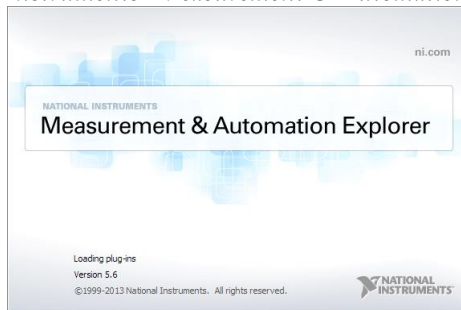 ni.com
NATIONAL INSTRUMENTS
Measurement & Automation Explorer
Loading plug-ins
Version 5.6
©1999-2013 National Instruments. All rights reserved.
NATIONAL
INSTRUMENTS